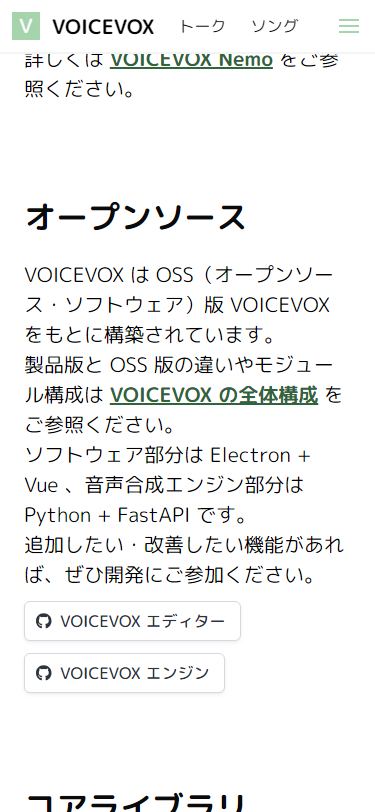 VOICEVOX トーク ソング
詳しくは VOICEVOX Nemo をご参
照ください。
オープンソース
VOICEVOX は OSS（オープンソー
ス・ソフトウェア）版 VOICEVOX
をもとに構築されています。
製品版と OSS 版の違いやモジュー
ル構成は VOICEVOX の全体構成 を
ご参照ください。
ソフトウェア部分は Electron +
Vue 、音声合成エンジン部分は
Python + FastAPI です。
追加したい・改善したい機能があれ
ば、ぜひ開発にご参加ください。
VOICEVOX エディター
VOICEVOX エンジン
コアライブラリ